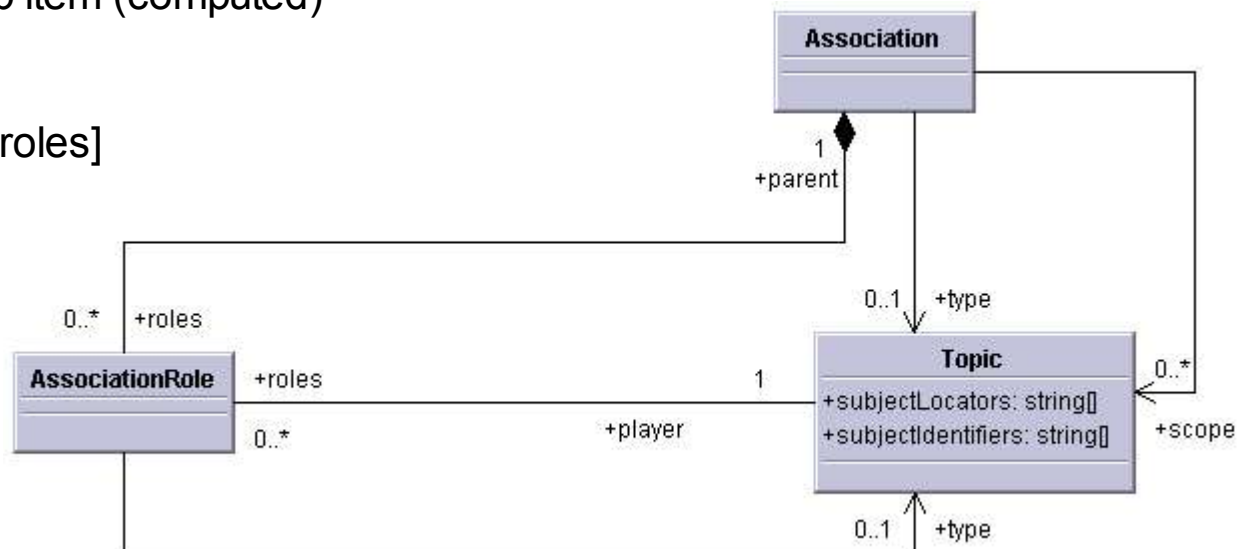 item (computed)
Association
roles]
1
+parent
0..1 +type
0..* +roles
Topic
0..*
AssociationRole
+roles
1
+subjectLocators: string[]
0..*
+player
+subjectIdentifiers: string[]
+scope
0..1 +type